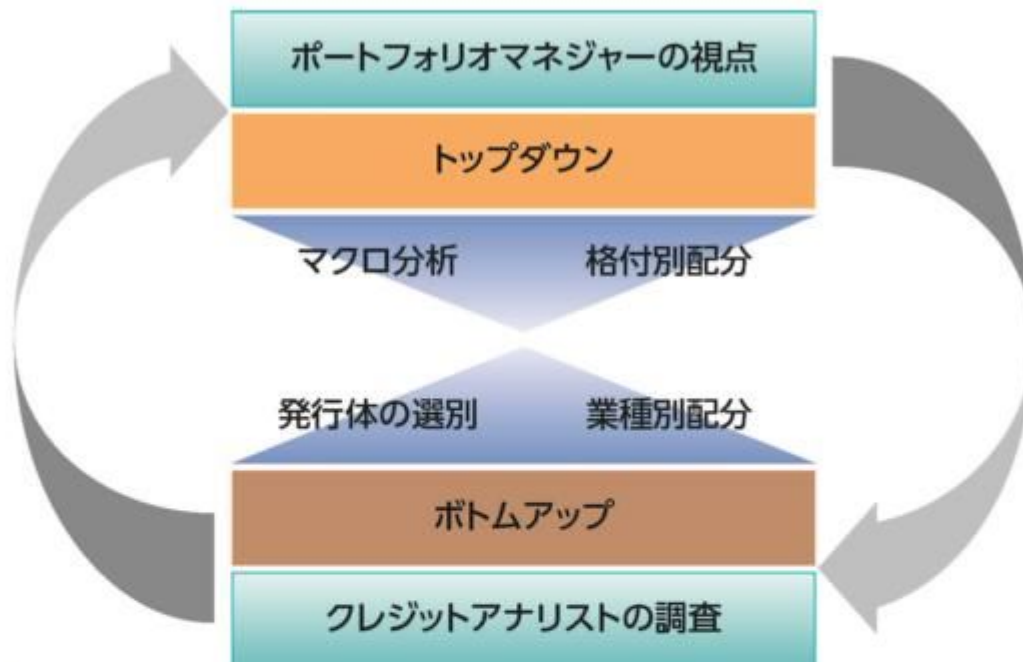 ポートフォリオマネジャーの視点
トップダウン
マクロ分析 格付別配分
発行体の選別 業種別配分
ボトムアップ
クレジットアナリストの調査